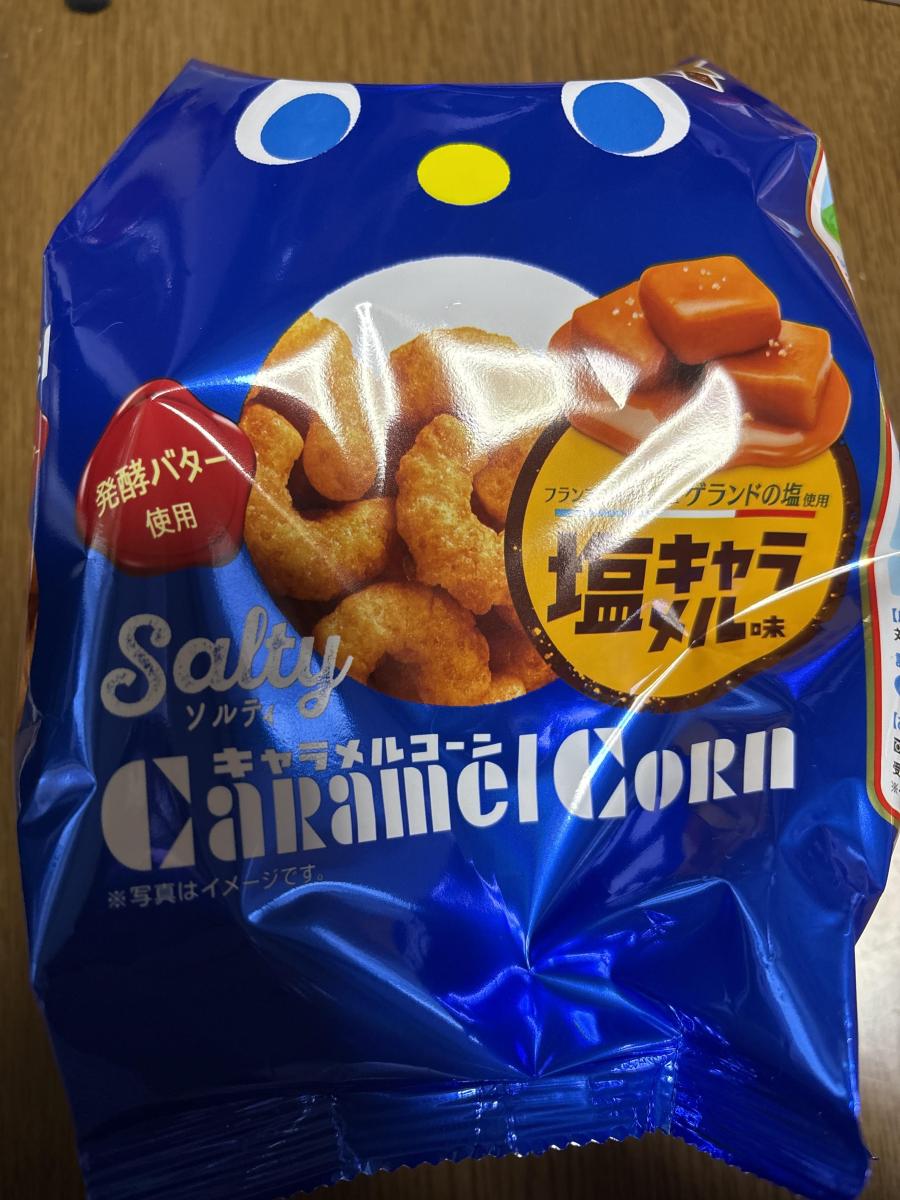 発酵バター
使用
フラン
ゲランドの塩使用
塩キャラ
メル味
Salty
ソルティ
キャラメルコーン
Caramel Corn
※写真はイメージです。